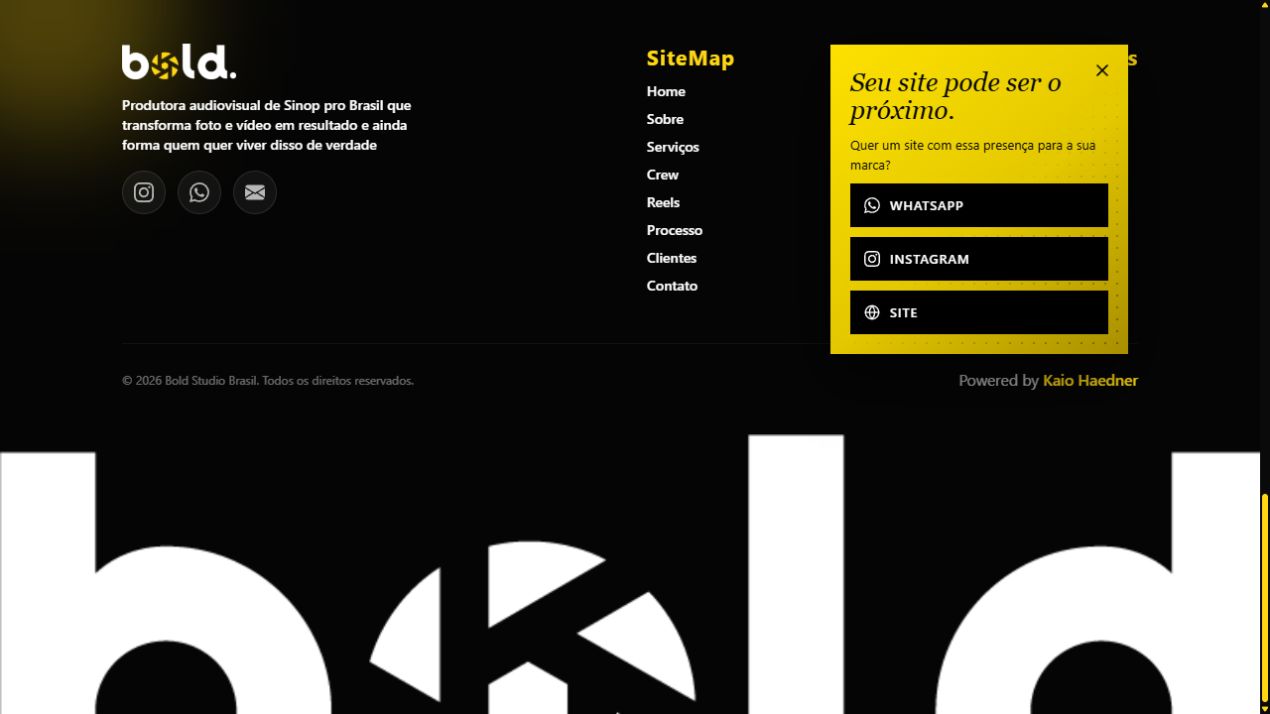 bold.
Produtora audiovisual de Sinop pro Brasil que
transforma foto e vídeo em resultado e ainda
forma quem quer viver disso de verdade
SiteMap
Home
Sobre
Serviços
Crew
Reels
Processo
Clientes
Contato
Seu site pode ser o
próximo.
Quer um site com essa presença para a sua
marca?
WHATSAPP
INSTAGRAM
SITE
© 2026 Bold Studio Brasil. Todos os direitos reservados.
Powered by Kaio Haedner
bold